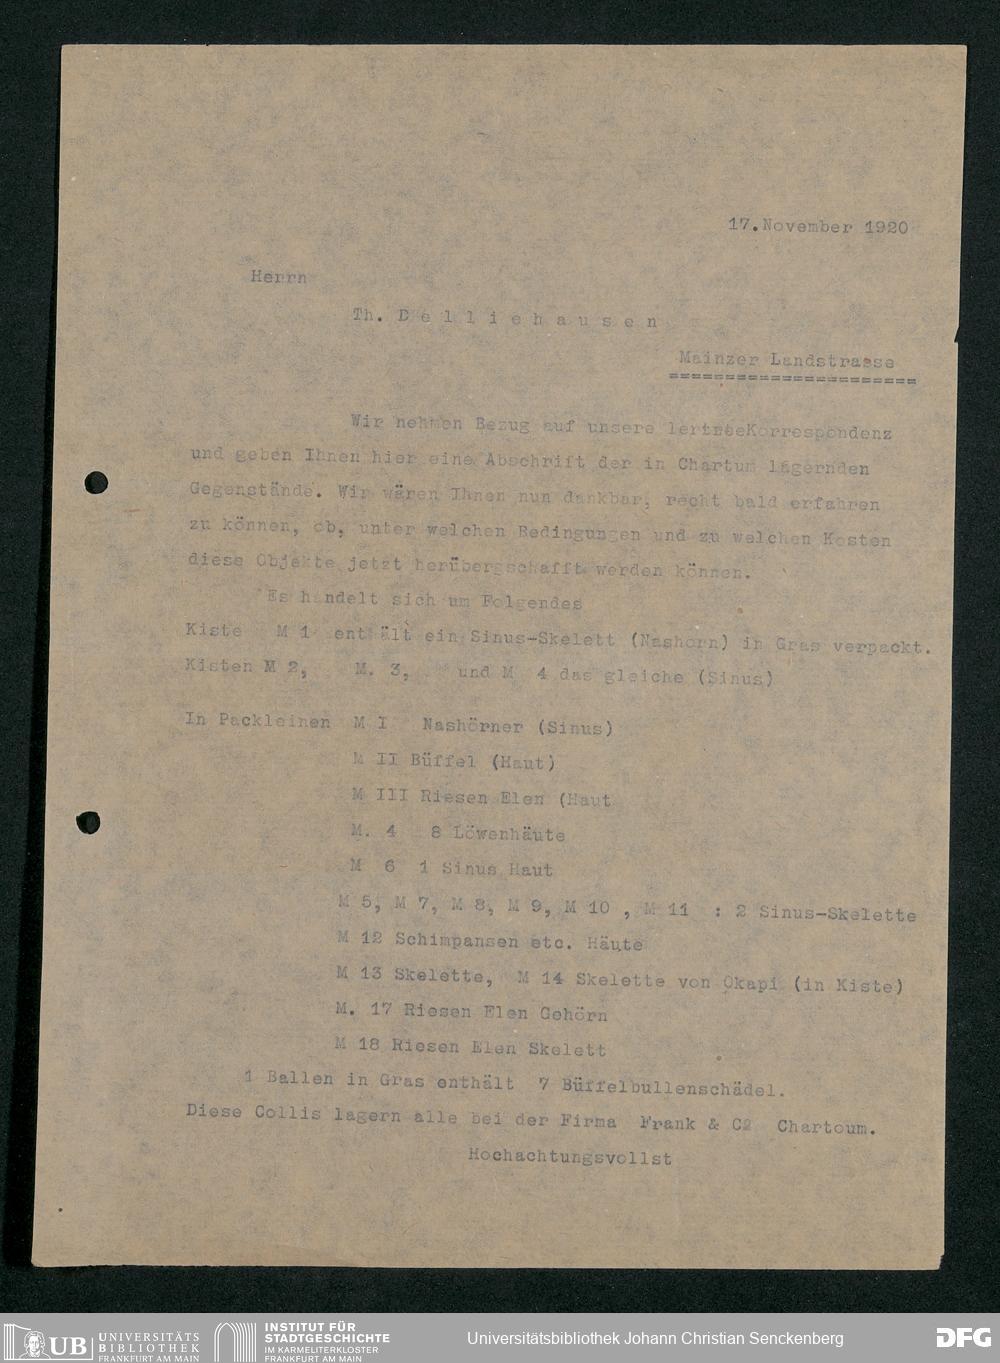 17.November 1920
Herrn
Th. D e l l i e h a u s e n
Mainzer Landstrasse
=====================
Wir nehmen Bezug auf unsere Korrespondenz
und geben Ihnen hier eine Abschrift der in Chartum lagernden
Gegenstände. Wir wären Ihnen nun dankbar, recht bald erfahren
zu können, ob, unter welchen Bedingungen und zu welchen Kosten
diese Objekte jetzt herübergschafft werden können.
Es handelt sich um Folgendes
Kiste M 1 enthält ein Sinus-Skelett (Nashorn) in Gras verpackt.
Kisten M 2, M. 3, und M 4 das gleiche (Sinus)
In Packleinen M I Nashörner (Sinus)
M II Büffel (Haut)
M III Riesen Elen (Haut
M. 4 8 Löwenhäute
M 6 1 Sinus Haut
M 5, M 7, M 8, M 9, M 10 , M 11 : 2 Sinus-Skelette
M 12 Schimpansen etc. Häute
M 13 Skelette, M 14 Skelette von Okapi (in Kiste)
M. 17 Riesen Elen Gehörn
M 18 Riesen Elen Skelett
1 Ballen in Gras enthält 7 Büffelbullenschädel.
Diese Collis lagern alle bei der Firma Frank & Chartoum.
Hochachtungsvollst
UB UNIVERSITÄTS
BIBLIOTHEK
FRANKFURT AM MAIN
INSTITUT FÜR
STADTGESCHICHTE
IM KARMELITERKLOSTER
FRANKFURT AM MAIN
Universitätsbibliothek Johann Christian Senckenberg
DFG